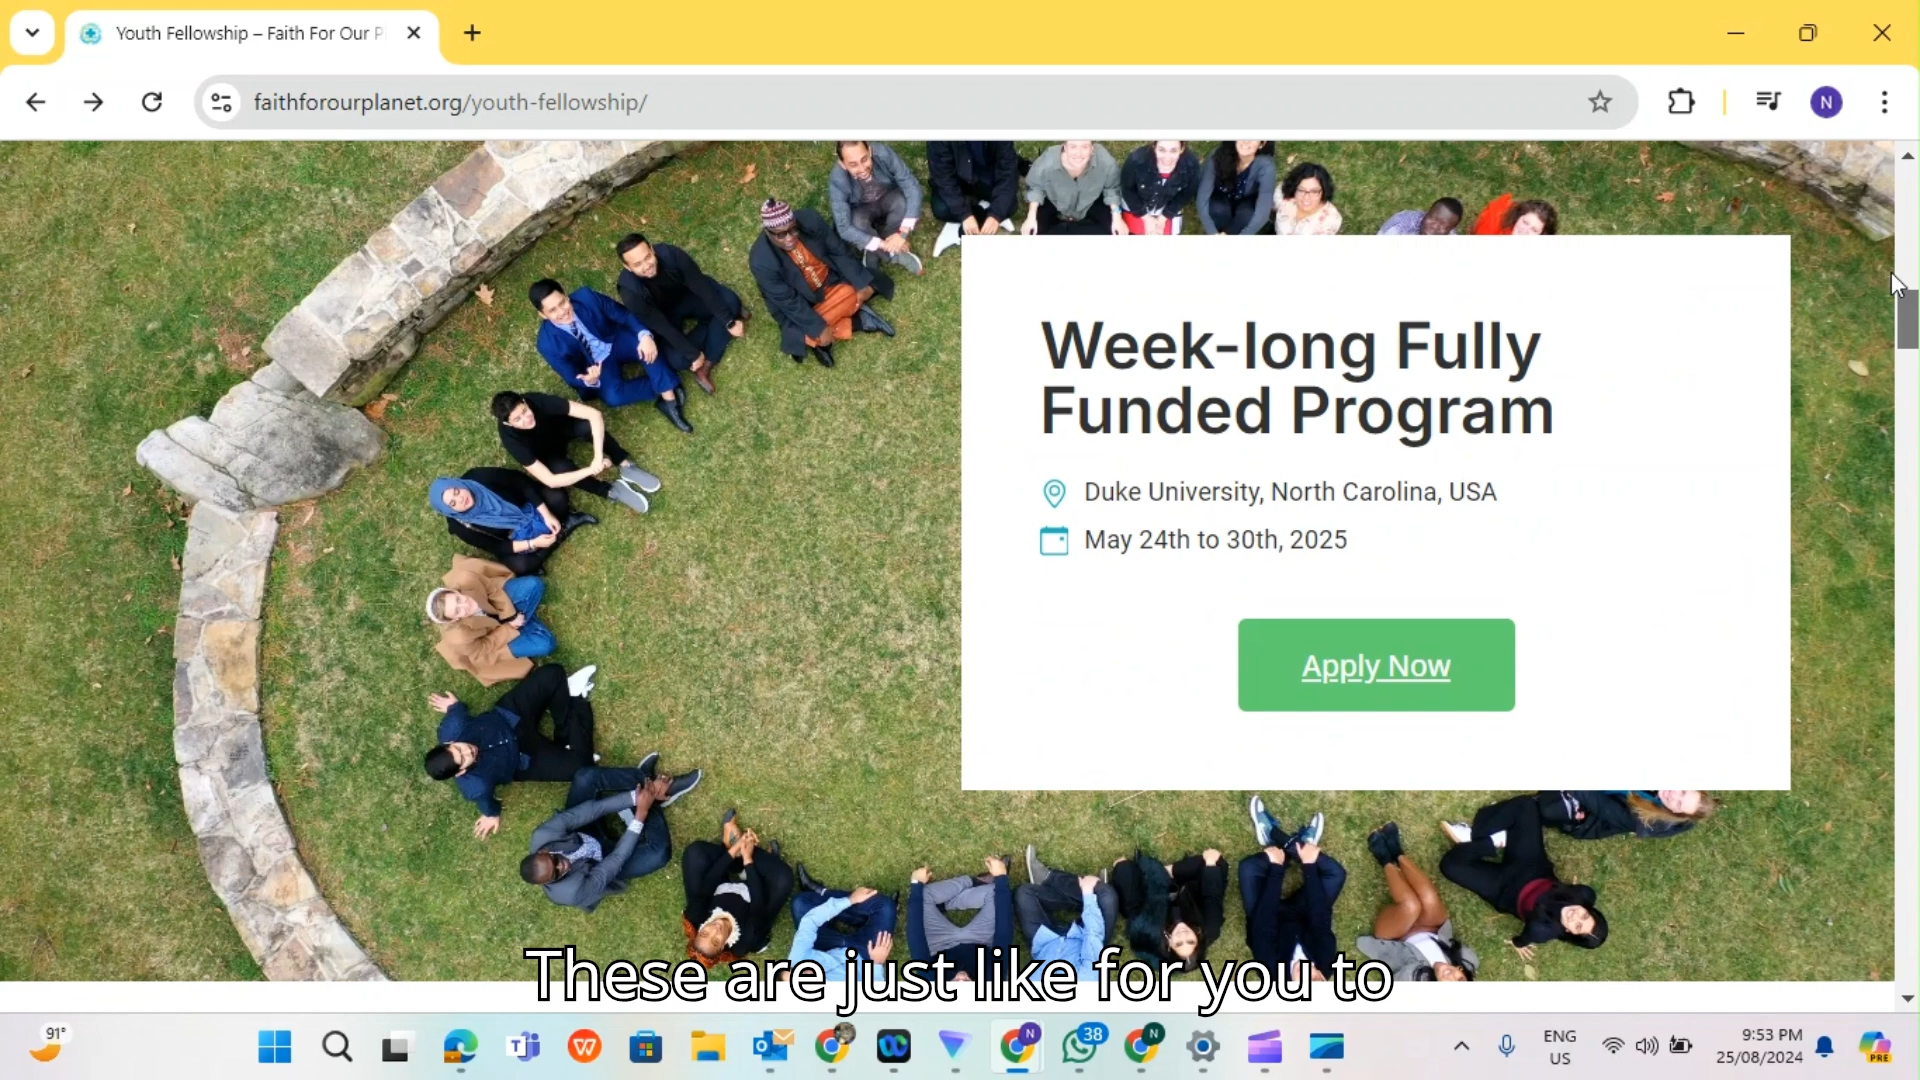 Youth Fellowship – Faith For Our P
faithforourplanet.org/youth-fellowship/
N
Week-long Fully
Funded Program
Duke University, North Carolina, USA
May 24th to 30th, 2025
Apply Now
These are just like for you to
91°
N
38
N
ENG
US
9:53 PM
25/08/2024
PRE